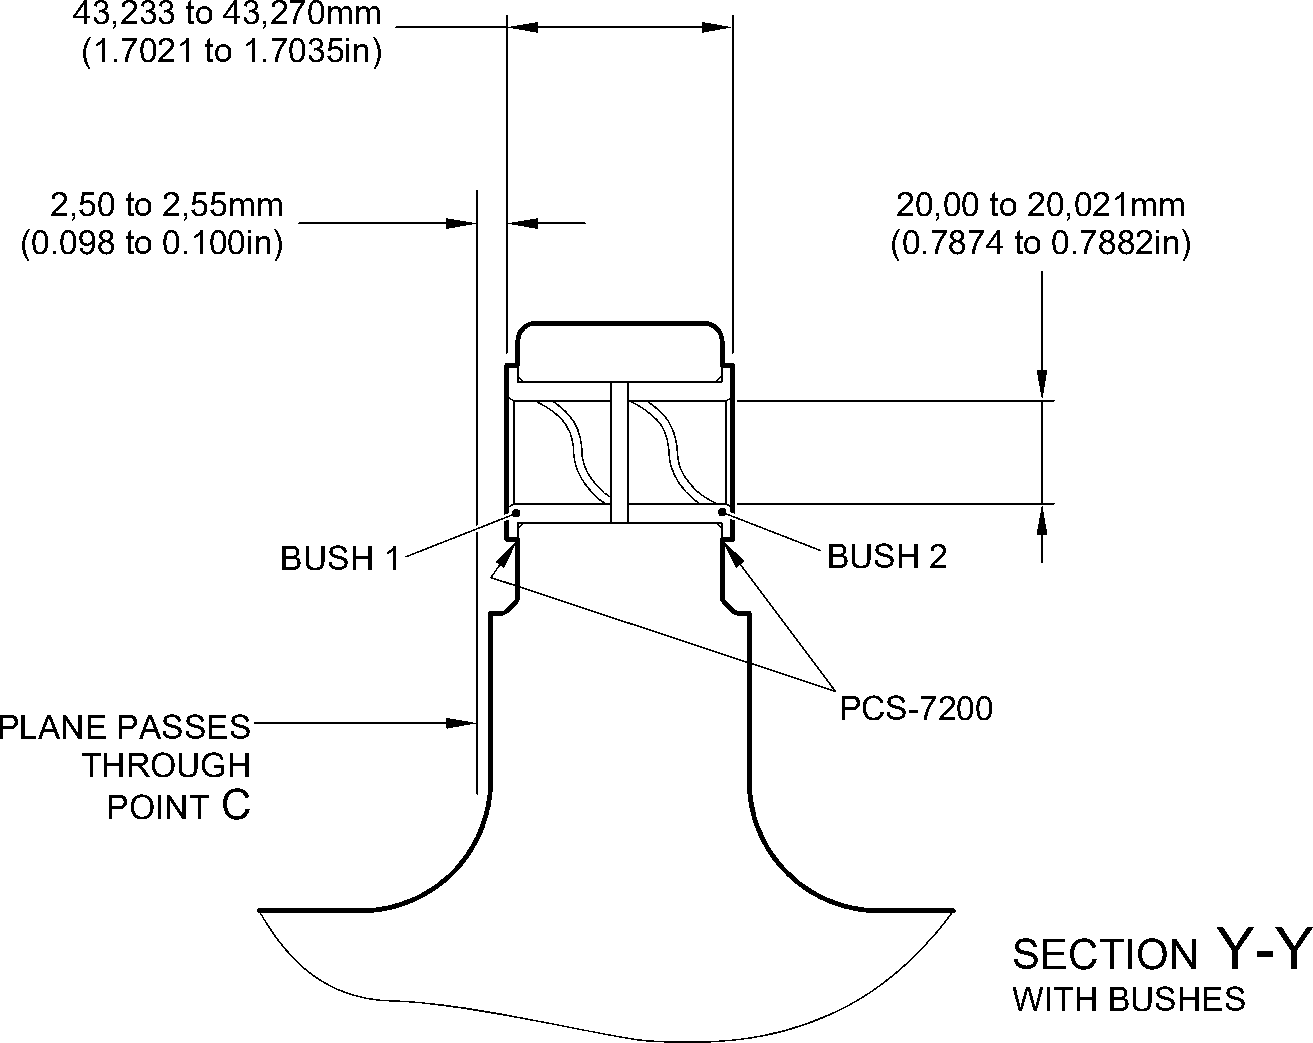 43,233 to 43,270mm
(1.7021 to 1.7035in)
2,50 to 2,55mm
(0.098 to 0.100in)
20,00 to 20,021mm
(0.7874 to 0.7882in)
BUSH 1
BUSH 2
PCS-7200
PLANE PASSES
THROUGH
POINT C
SECTION Y-Y
WITH BUSHES